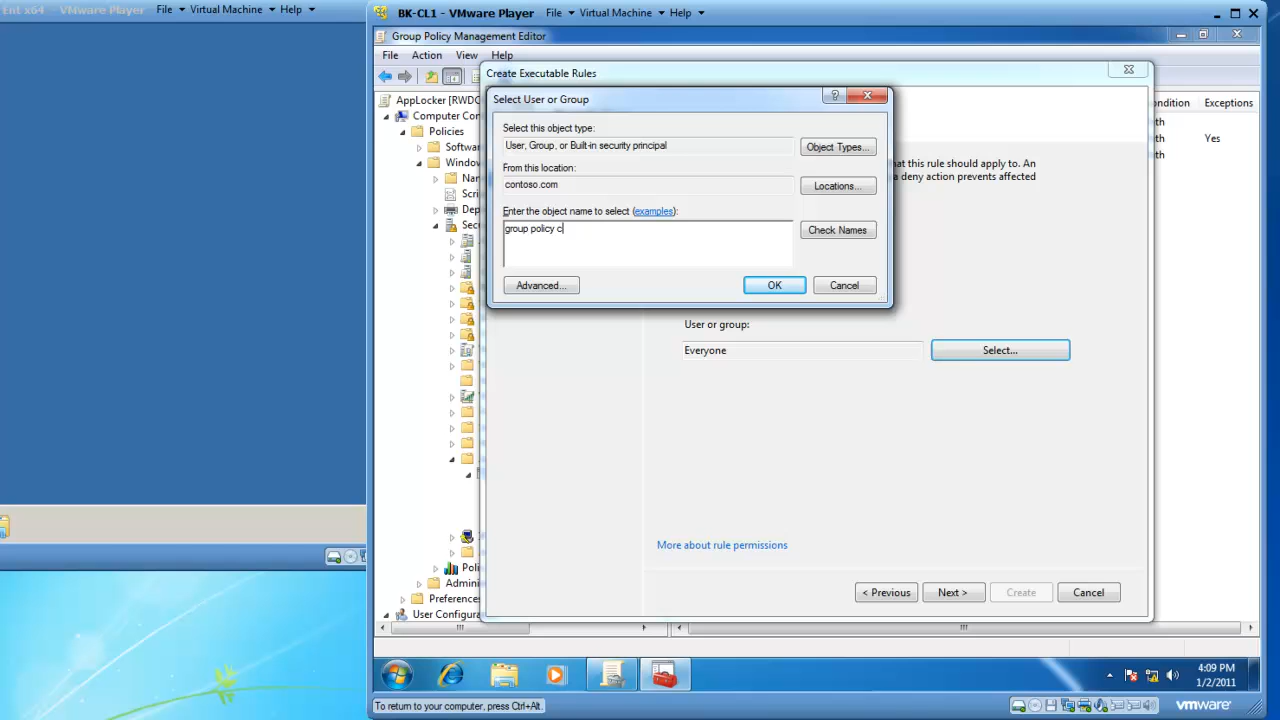 Ent x64 - VMware Player File Virtual Machine Help
BK-CL1 - VMware Player File Virtual Machine Help
Group Policy Management Editor
File Action View Help
Create Executable Rules
Select User or Group
Select this object type:
User, Group, or Built-in security principal
Object Types...
From this location:
contoso.com
Locations...
Enter the object name to select (examples):
group policy c
Check Names
Advanced...
OK
Cancel
AppLocker [RWDC
Computer Con
Policies
Softwar
Window
Nam
Scri
Dep
Secu
Poli
Admini
Preferences
User Configura
ondition Exceptions
th
th Yes
th
hat this rule should apply to. An
a deny action prevents affected
User or group:
Everyone
Select...
More about rule permissions
< Previous
Next >
Create
Cancel
4:09 PM
1/2/2011
To return to your computer, press Ctrl+Alt.
vmware